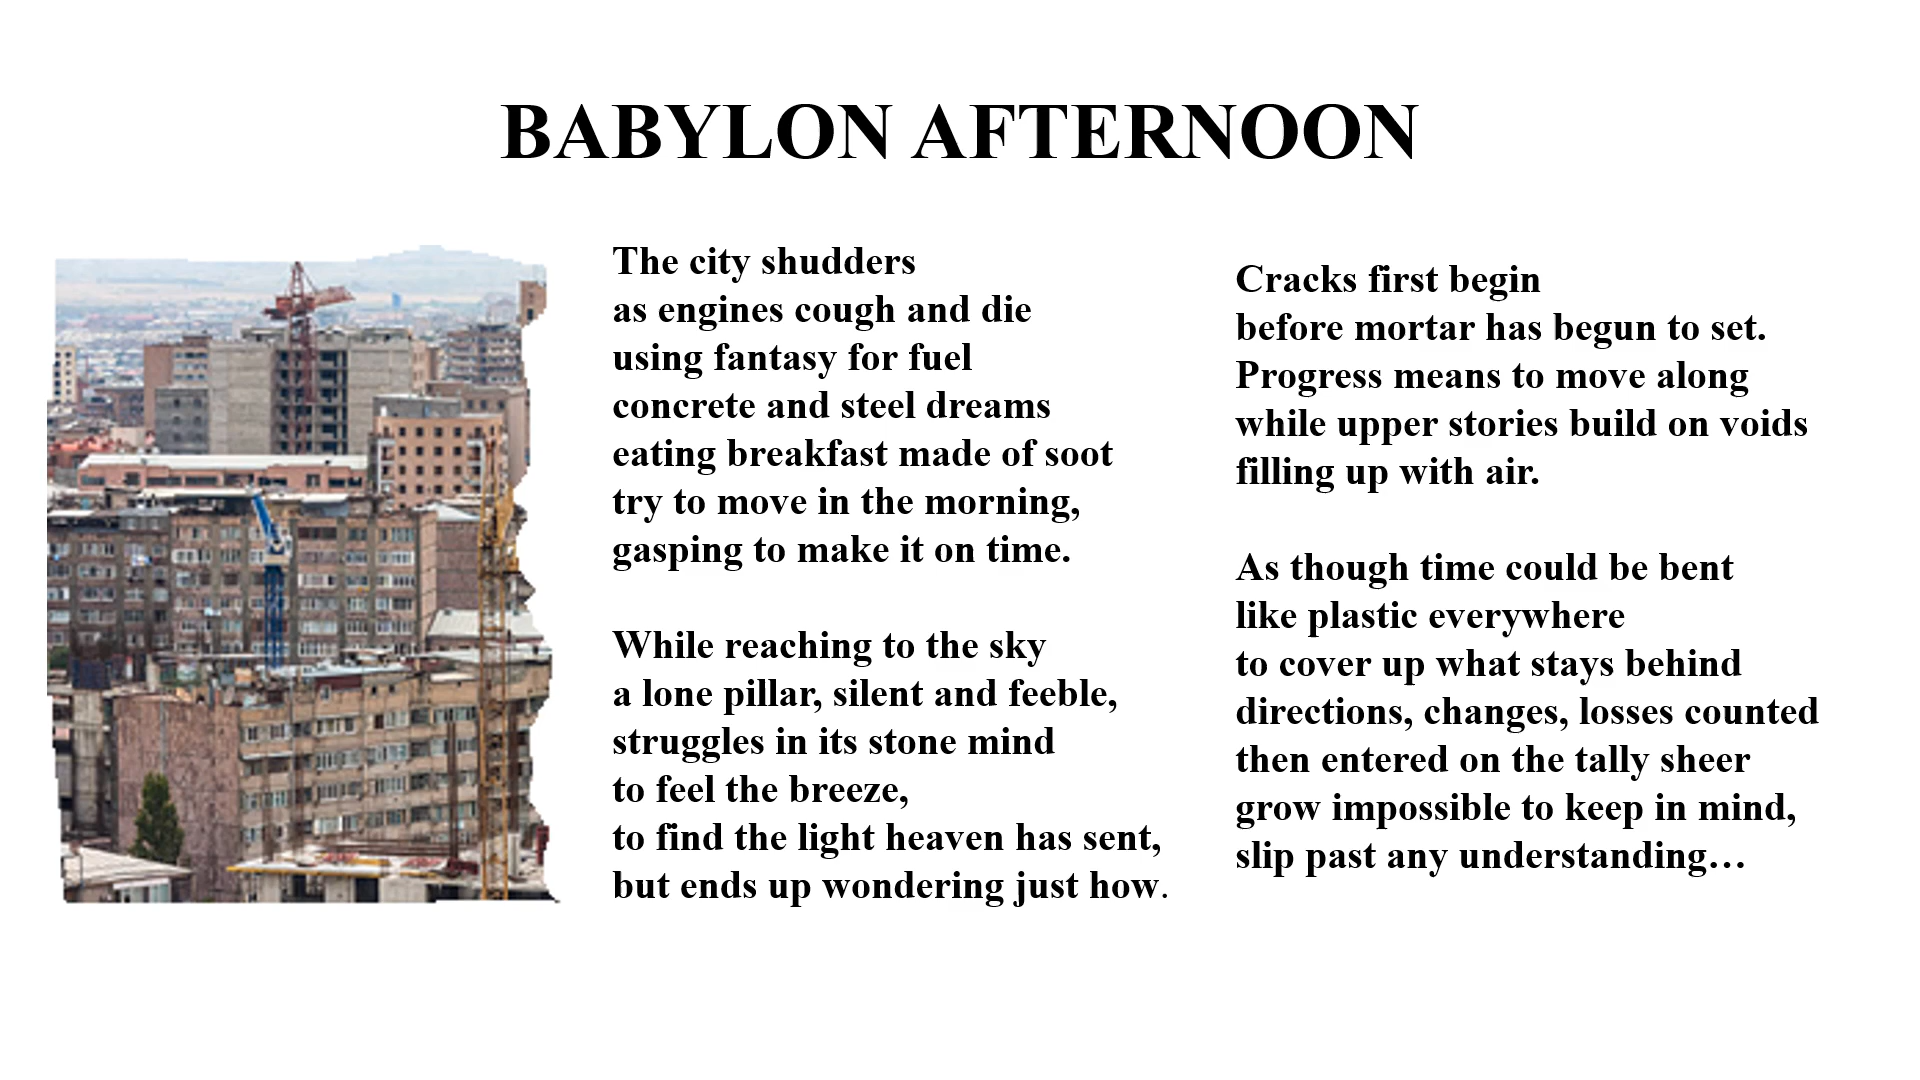 BABYLON AFTERNOON
The city shudders
as engines cough and die
using fantasy for fuel
concrete and steel dreams
eating breakfast made of soot
try to move in the morning,
gasping to make it on time.
While reaching to the sky
a lone pillar, silent and feeble,
struggles in its stone mind
to feel the breeze,
to find the light heaven has sent,
but ends up wondering just how.
Cracks first begin
before mortar has begun to set.
Progress means to move along
while upper stories build on voids
filling up with air.
As though time could be bent
like plastic everywhere
to cover up what stays behind
directions, changes, losses counted
then entered on the tally sheer
grow impossible to keep in mind,
slip past any understanding…